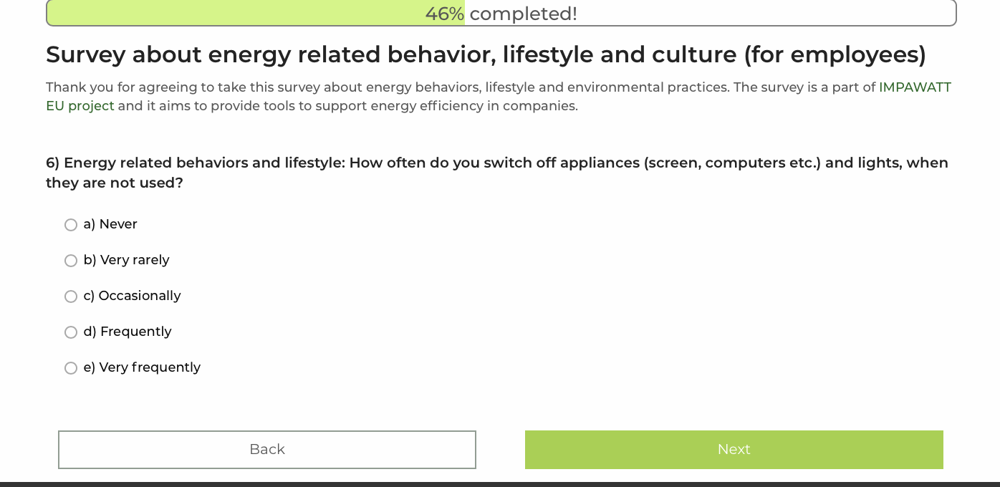 46% completed!
Survey about energy related behavior, lifestyle and culture (for employees)
Thank you for agreeing to take this survey about energy behaviors, lifestyle and environmental practices. The survey is a part of IMPAWATT
EU project and it aims to provide tools to support energy efficiency in companies.
6) Energy related behaviors and lifestyle: How often do you switch off appliances (screen, computers etc.) and lights, when
they are not used?
a) Never
b) Very rarely
c) Occasionally
d) Frequently
e) Very frequently
Back
Next